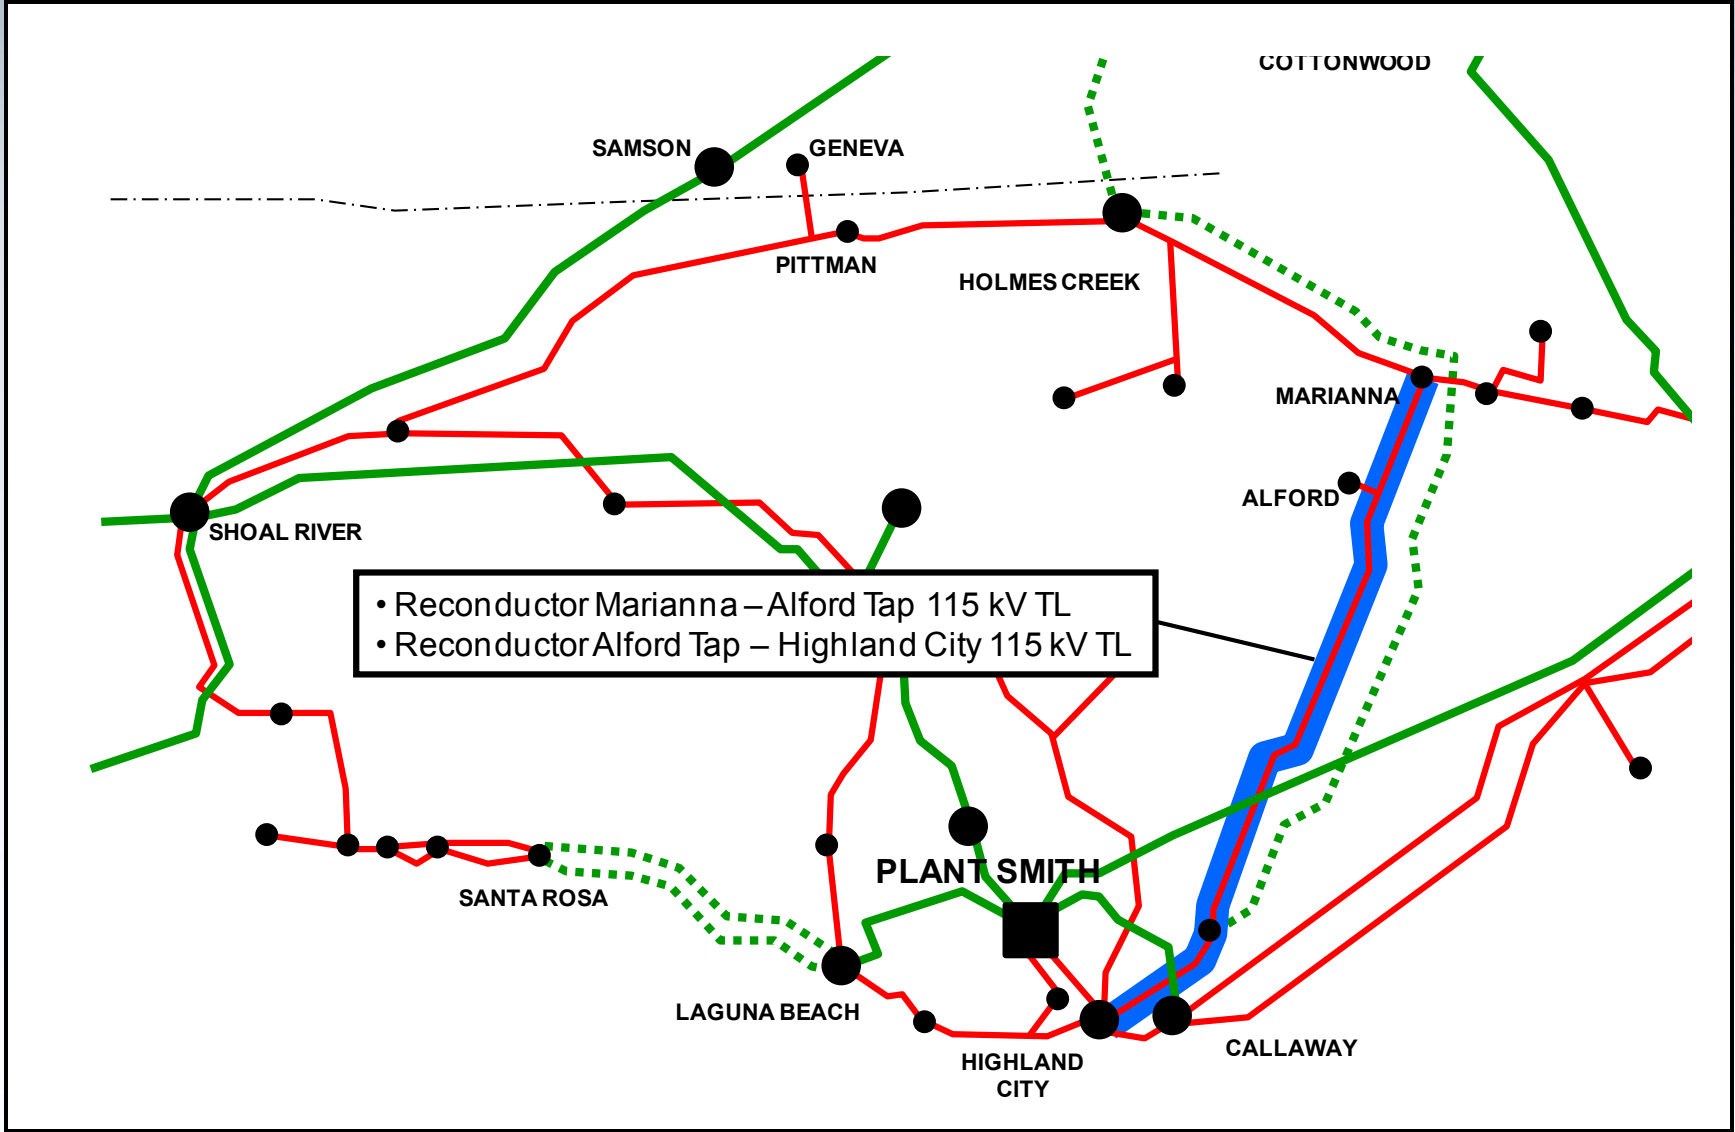 COTTONWOOD
SAMSON
GENEVA
PITTMAN
HOLMES CREEK
MARIANNA
ALFORD
SHOAL RIVER
• Reconductor Marianna – Alford Tap 115 kV TL
• Reconductor Alford Tap – Highland City 115 kV TL
PLANT SMITH
SANTA ROSA
LAGUNA BEACH
CALLAWAY
HIGHLAND
CITY